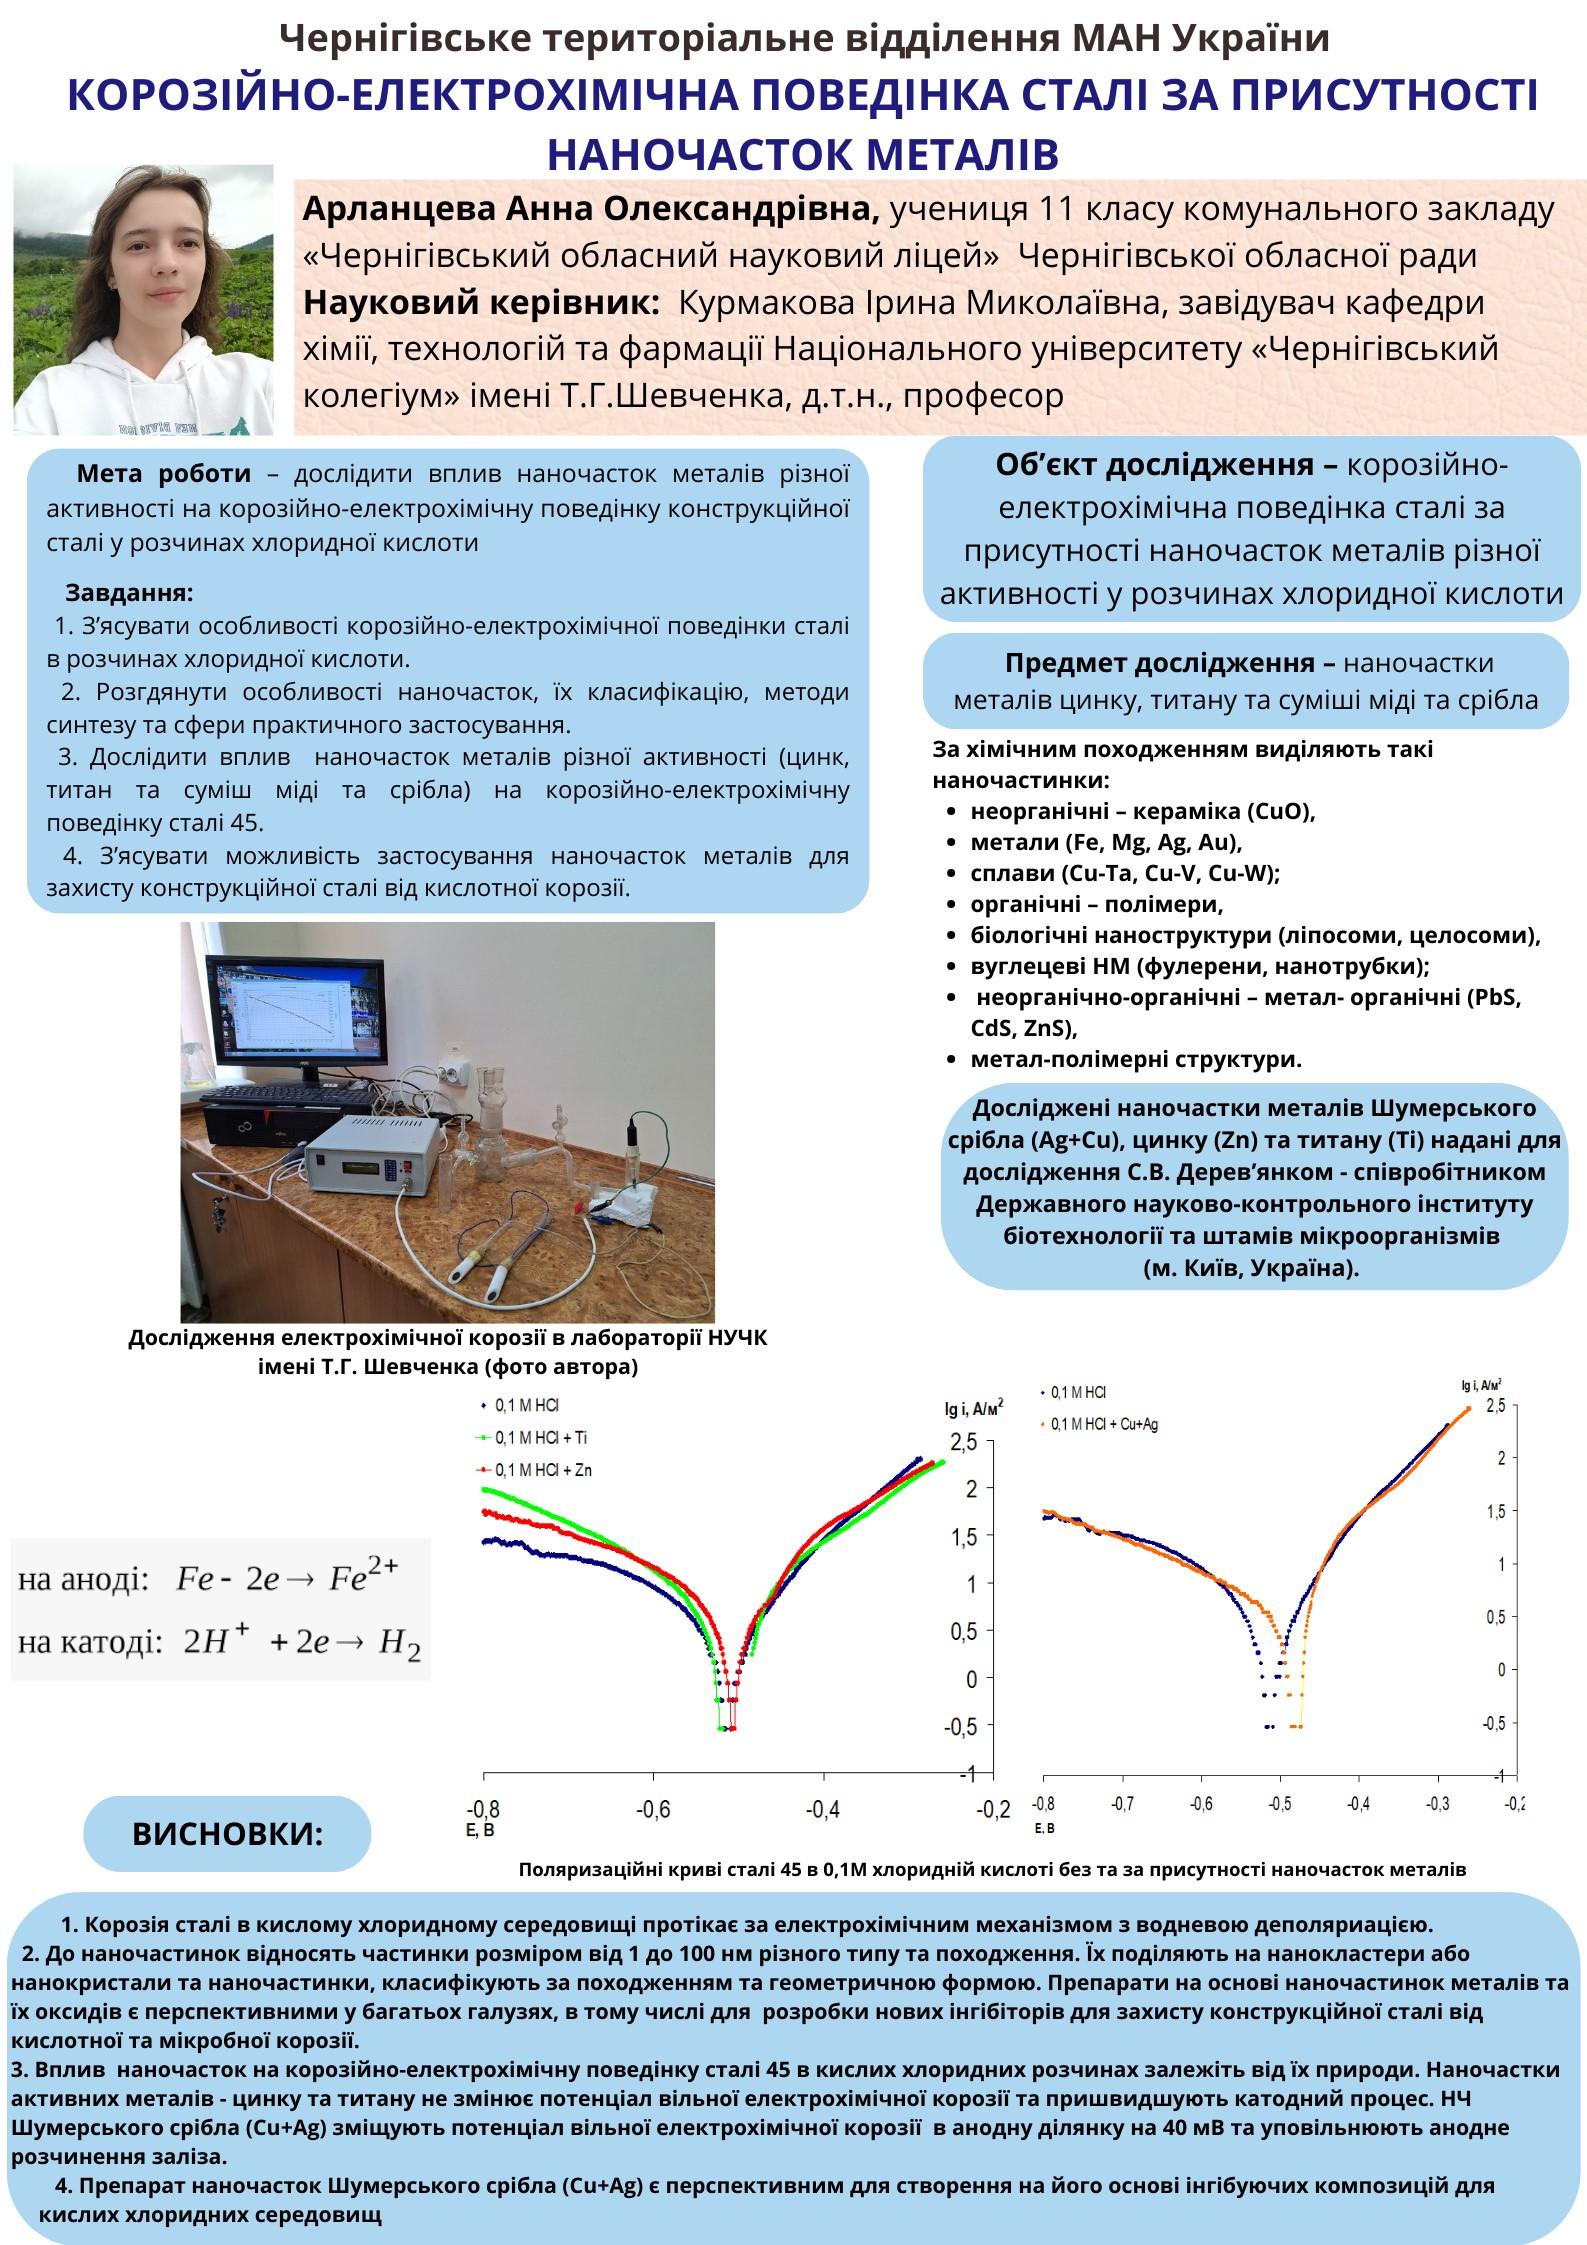 Чернігівське територіальне відділення МАН України
КОРОЗІЙНО-ЕЛЕКТРОХІМІЧНА ПОВЕДІНКА СТАЛІ ЗА ПРИСУТНОСТІ
НАНОЧАСТОК МЕТАЛІВ
Арланцева Анна Олександрівна, учениця 11 класу комунального закладу
«Чернігівський обласний науковий ліцей» Чернігівської обласної ради
Науковий керівник: Курмакова Ірина Миколаївна, завідувач кафедри
хімії, технологій та фармації Національного університету «Чернігівський
колегіум» імені Т.Г.Шевченка, д.т.н., професор
Мета роботи – дослідити вплив наночасток металів різної
активності на корозійно-електрохімічну поведінку конструкційної
сталі у розчинах хлоридної кислоти
Завдання:
1. З’ясувати особливості корозійно-електрохімічної поведінки сталі
в розчинах хлоридної кислоти.
2. Розгдянути особливості наночасток, їх класифікацію, методи
синтезу та сфери практичного застосування.
3. Дослідити вплив наночасток металів різної активності (цинк,
титан та суміш міді та срібла) на корозійно-електрохімічну
поведінку сталі 45.
4. З’ясувати можливість застосування наночасток металів для
захисту конструкційної сталі від кислотної корозії.
Об’єкт дослідження – корозійно-
електрохімічна поведінка сталі за
присутності наночасток металів різної
активності у розчинах хлоридної кислоти
Предмет дослідження – наночастки
металів цинку, титану та суміші міді та срібла
За хімічним походженням виділяють такі
наночастинки:
• неорганічні – кераміка (CuO),
• метали (Fe, Mg, Ag, Au),
• сплави (Cu-Ta, Cu-V, Cu-W);
• органічні – полімери,
• біологічні наноструктури (ліпосоми, целосоми),
• вуглецеві НМ (фулерени, нанотрубки);
• неорганічно-органічні – метал- органічні (PbS,
CdS, ZnS),
• метал-полімерні структури.
Досліджені наночастки металів Шумерського
срібла (Ag+Cu), цинку (Zn) та титану (Ti) надані для
дослідження С.В. Дерев’янком - співробітником
Державного науково-контрольного інституту
біотехнології та штамів мікроорганізмів
(м. Київ, Україна).
Дослідження електрохімічної корозії в лабораторії НУЧК
імені Т.Г. Шевченка (фото автора)
на аноді: Fe - 2e → Fe²⁺
на катоді: 2H⁺ + 2e → H₂
0,1 M HCl
0,1 M HCl + Ti
0,1 M HCl + Zn
lg i, А/м²
2,5
2
1,5
1
0,5
0
-0,5
-1
-0,8 -0,6 -0,4 -0,2
Е, В
0,1 M HCl
0,1 M HCl + Cu+Ag
lg i, А/м²
2,5
2
1,5
1
0,5
0
-0,5
-1
-0,8 -0,7 -0,6 -0,5 -0,4 -0,3 -0,2
Е, В
Поляризаційні криві сталі 45 в 0,1М хлоридній кислоті без та за присутності наночасток металів
ВИСНОВКИ:
1. Корозія сталі в кислому хлоридному середовищі протікає за електрохімічним механізмом з водневою деполяриацією.
2. До наночастинок відносять частинки розміром від 1 до 100 нм різного типу та походження. Їх поділяють на нанокластери або
нанокристали та наночастинки, класифікують за походженням та геометричною формою. Препарати на основі наночастинок металів та
їх оксидів є перспективними у багатьох галузях, в тому числі для розробки нових інгібіторів для захисту конструкційної сталі від
кислотної та мікробної корозії.
3. Вплив наночасток на корозійно-електрохімічну поведінку сталі 45 в кислих хлоридних розчинах залежіть від їх природи. Наночастки
активних металів - цинку та титану не змінює потенціал вільної електрохімічної корозії та пришвидшують катодний процес. НЧ
Шумерського срібла (Cu+Ag) зміщують потенціал вільної електрохімічної корозії в анодну ділянку на 40 мВ та уповільнюють анодне
розчинення заліза.
4. Препарат наночасток Шумерського срібла (Cu+Ag) є перспективним для створення на його основі інгібуючих композицій для
кислих хлоридних середовищ